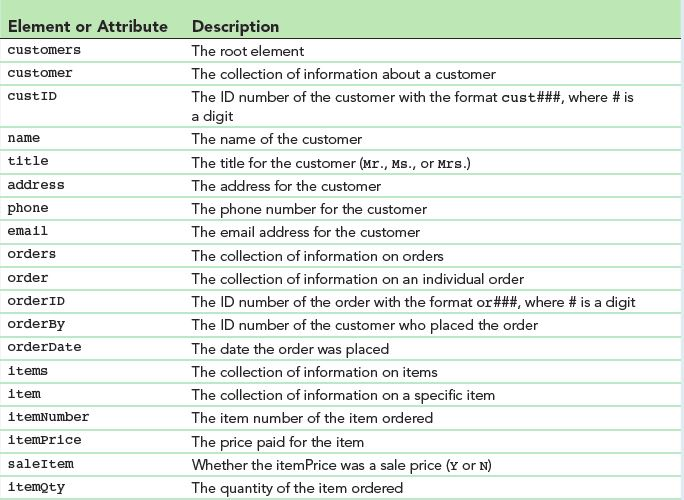 Element or Attribute Description
customers The root element
customer The collection of information about a customer
custID The ID number of the customer with the format cust###, where # is
a digit
name The name of the customer
title The title for the customer (Mr., Ms., or Mrs.)
address The address for the customer
phone The phone number for the customer
email The email address for the customer
orders The collection of information on orders
order The collection of information on an individual order
orderID The ID number of the order with the format or###, where # is a digit
orderBy The ID number of the customer who placed the order
orderDate The date the order was placed
items The collection of information on items
item The collection of information on a specific item
itemNumber The item number of the item ordered
itemPrice The price paid for the item
saleItem Whether the itemPrice was a sale price (Y or N)
itemQty The quantity of the item ordered